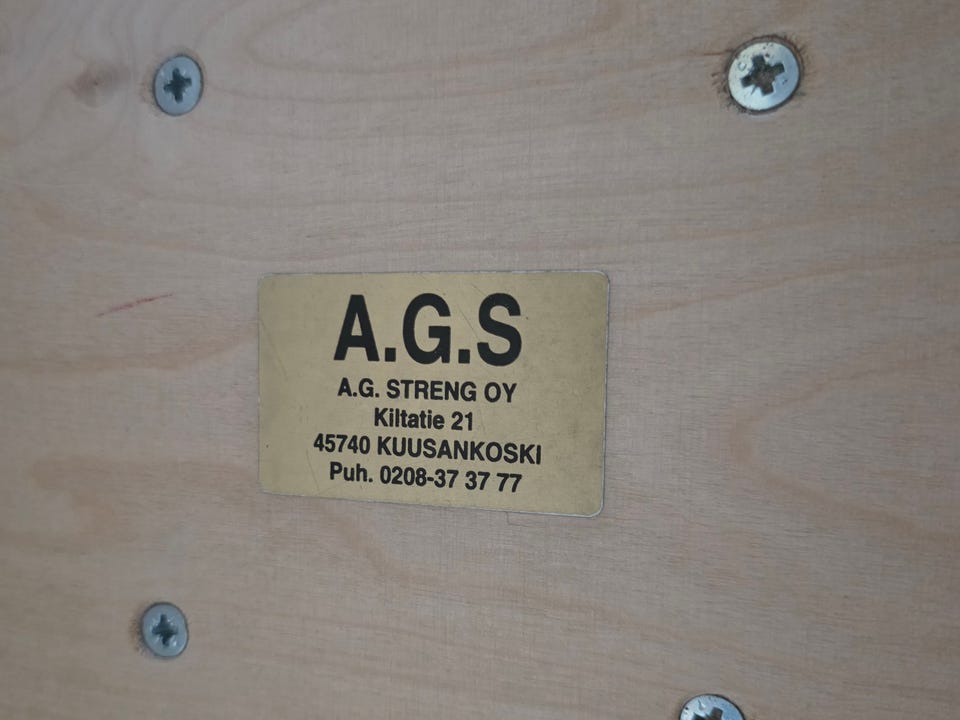 A.G.S
A.G. STRENG OY
Kiltatie 21
45740 KUUSANKOSKI
Puh. 0208-37 37 77